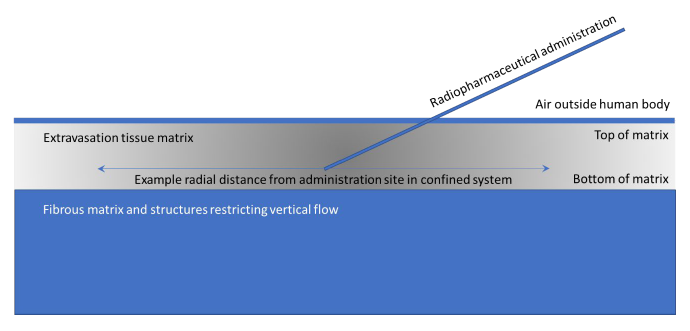 Radiopharmaceutical administration
Air outside human body
Extravasation tissue matrix
Top of matrix
Example radial distance from administration site in confined system
Bottom of matrix
Fibrous matrix and structures restricting vertical flow